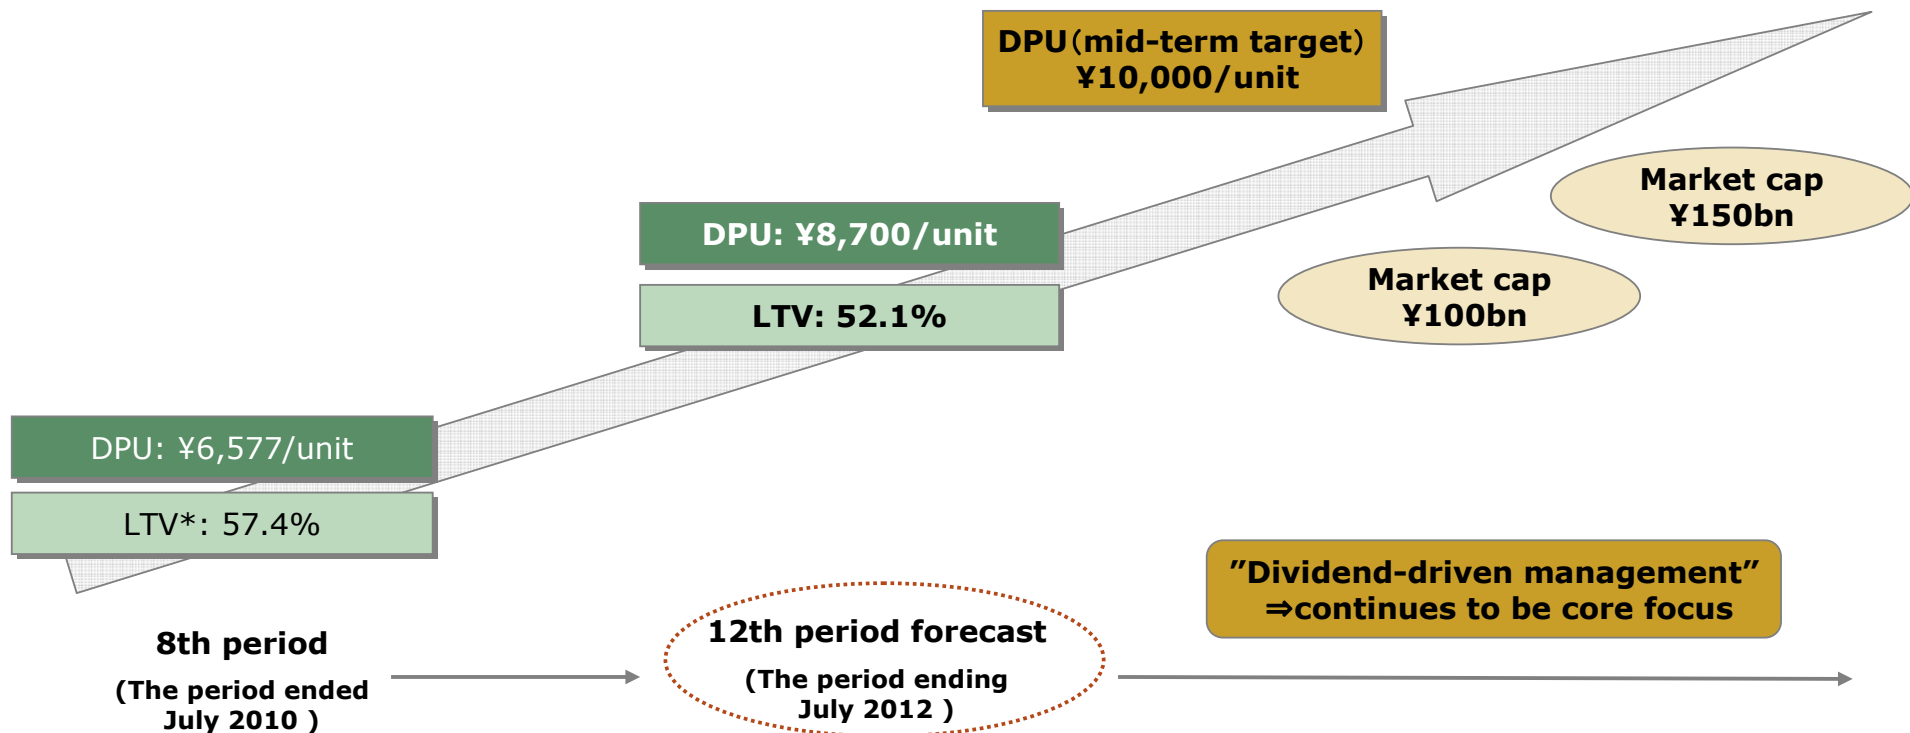 DPU（mid-term target）
¥10,000/unit
Market cap
¥150bn
DPU: ¥8,700/unit
Market cap
¥100bn
LTV: 52.1%
DPU: ¥6,577/unit
LTV*: 57.4%
”Dividend-driven management”
⇒continues to be core focus
8th period
(The period ended
July 2010 )
12th period forecast
(The period ending
July 2012 )